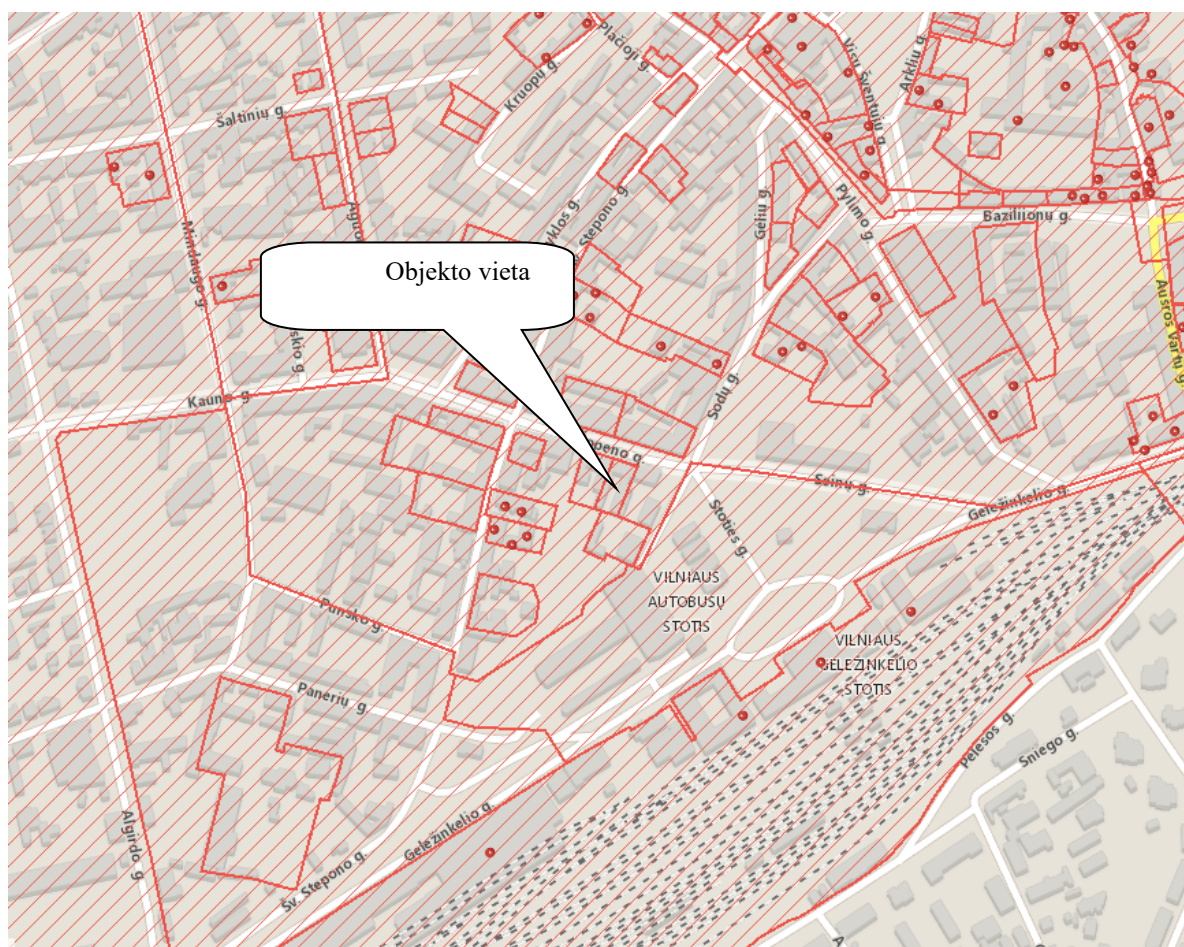 Plačioji g.
Visų Šventųjų g.
Arklių g.
Kruopų g.
Šaltinių g.
Stepono g.
Gėlių g.
Pylimo g.
Bazilijonų g.
Mindaugo g.
Aušros Vartų g.
Objekto vieta
Kauno g.
Sodų g.
Seinų g.
Stoties g.
Geležinkelio g.
VILNIAUS
AUTOBUSŲ
STOTIS
VILNIAUS
GELEŽINKELIO
STOTIS
Punsko g.
Panerių g.
Pelesos g.
Sniego g.
Algirdo g.
Geležinkelio g.
Šv. Stepono g.